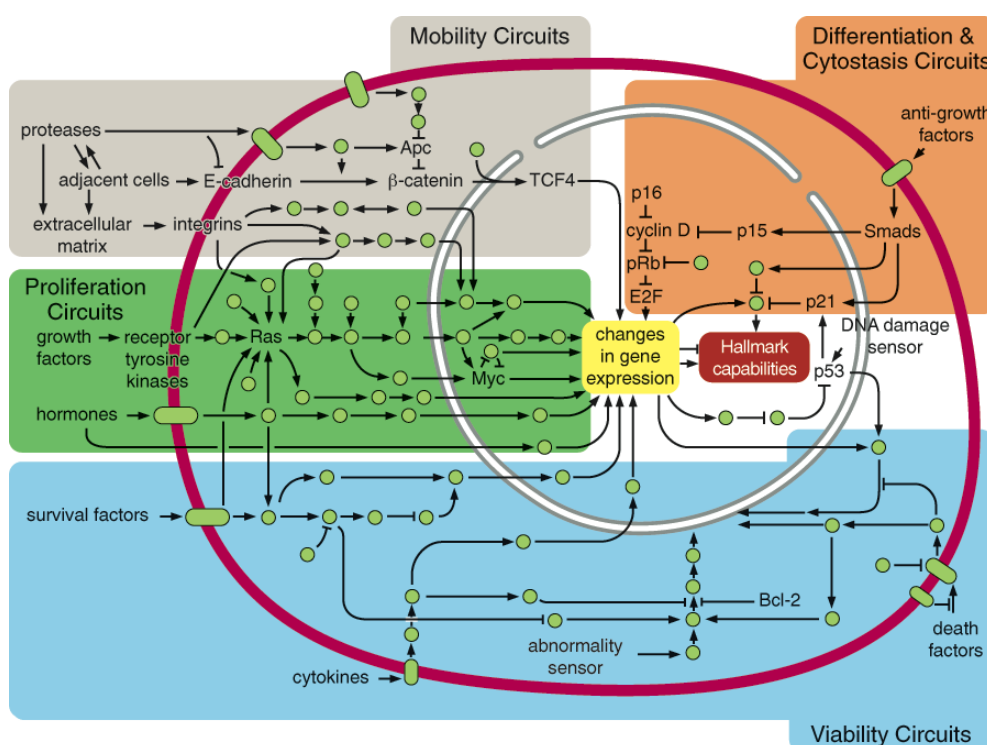 Mobility Circuits
Differentiation &
Cytostasis Circuits
proteases
adjacent cells
extracellular
matrix
E-cadherin
integrins
Apc
β-catenin
TCF4
anti-growth
factors
p16
cyclin D
p15
Smads
pRb
E2F
p21
DNA damage
sensor
p53
Proliferation
Circuits
growth
factors
receptor
tyrosine
kinases
Ras
Myc
hormones
changes
in gene
expression
Hallmark
capabilities
survival factors
Bcl-2
abnormality
sensor
cytokines
death
factors
Viability Circuits